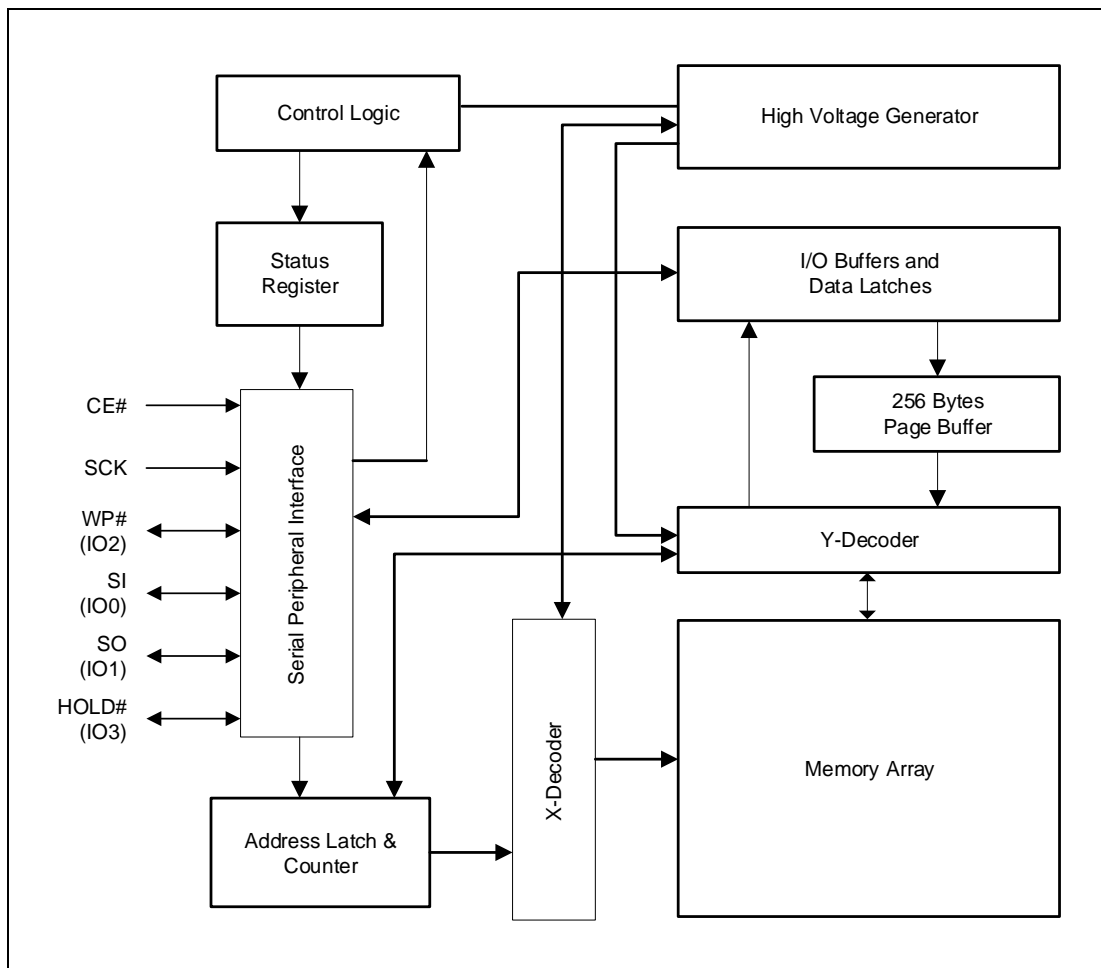 Control Logic
High Voltage Generator
Status
Register
I/O Buffers and
Data Latches
256 Bytes
Page Buffer
CE#
SCK
WP#
(IO2)
SI
(IO0)
SO
(IO1)
HOLD#
(IO3)
Serial Peripheral Interface
Y-Decoder
X-Decoder
Memory Array
Address Latch &
Counter